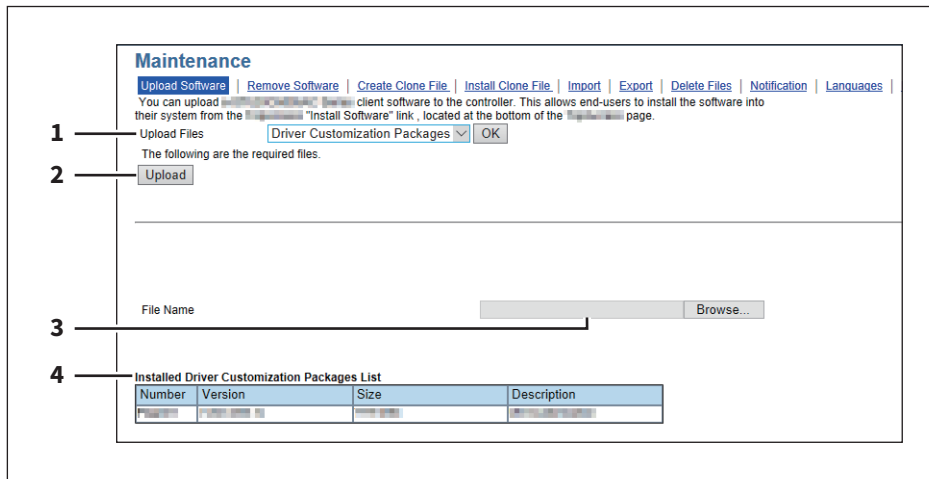 Maintenance
Upload Software | Remove Software | Create Clone File | Install Clone File | Import | Export | Delete Files | Notification | Languages |
You can upload client software to the controller. This allows end-users to install the software into
their system from the "Install Software" link , located at the bottom of the page.
1 Upload Files Driver Customization Packages OK
The following are the required files.
2 Upload
File Name Browse...
3
4 Installed Driver Customization Packages List
Number Version Size Description